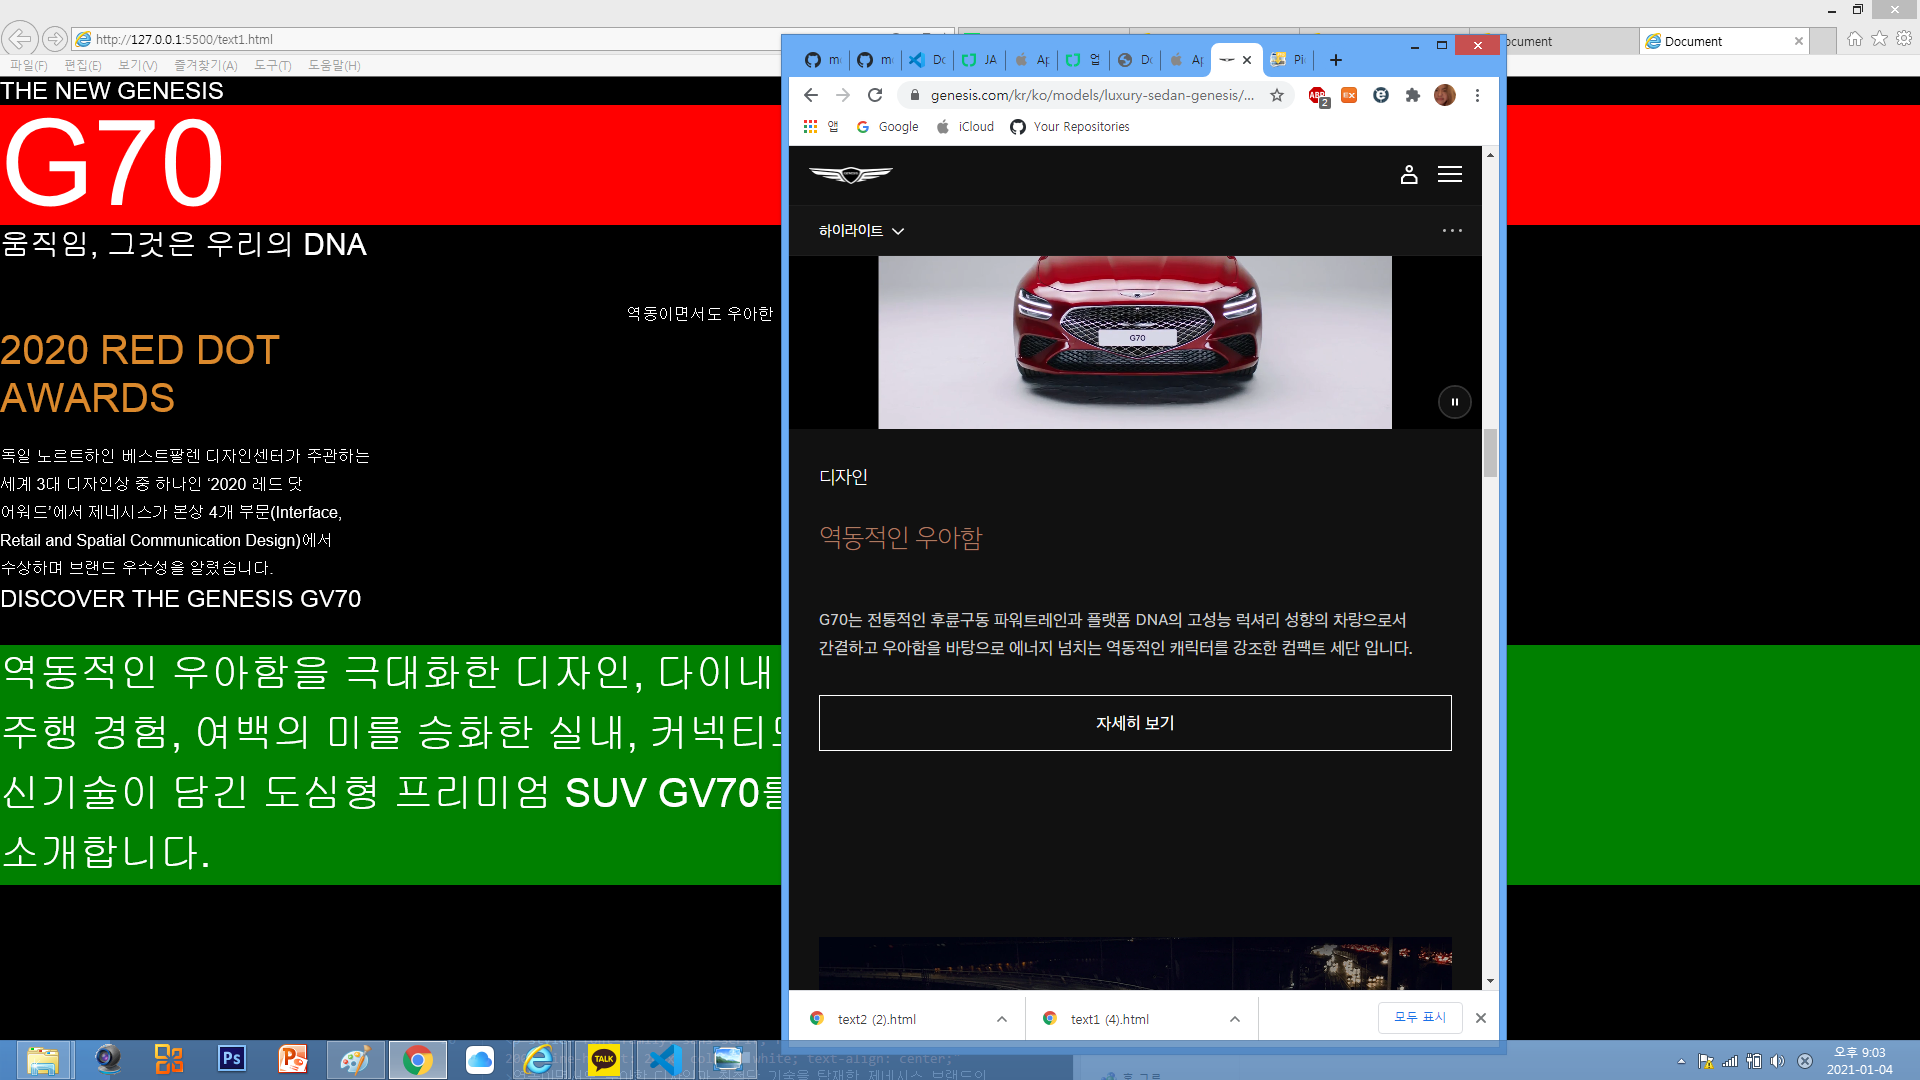 http://127.0.0.1:5500/text1.html
파일(F) 편집(E) 보기(V) 즐겨찾기(A) 도구(T) 도움말(H)
ocument
Document
THE NEW GENESIS
G70
움직임, 그것은 우리의 DNA
역동이면서도 우아한
2020 RED DOT
AWARDS
독일 노르트하인 베스트팔렌 디자인센터가 주관하는
세계 3대 디자인상 중 하나인 ‘2020 레드 닷
어워드’에서 제네시스가 본상 4개 부문(Interface,
Retail and Spatial Communication Design)에서
수상하며 브랜드 우수성을 알렸습니다.
DISCOVER THE GENESIS GV70
역동적인 우아함을 극대화한 디자인, 다이내
주행 경험, 여백의 미를 승화한 실내, 커넥티
신기술이 담긴 도심형 프리미엄 SUV GV70를
소개합니다.
JA
업
genesis.com/kr/ko/models/luxury-sedan-genesis/...
ABP
2
앱 Google iCloud Your Repositories
하이라이트
G70
디자인
역동적인 우아함
G70는 전통적인 후륜구동 파워트레인과 플랫폼 DNA의 고성능 럭셔리 성향의 차량으로서
간결하고 우아함을 바탕으로 에너지 넘치는 역동적인 캐릭터를 강조한 컴팩트 세단 입니다.
자세히 보기
text2 (2).html
text1 (4).html
모두 표시
Ps
TALK
white; text-align: center;
오후 9:03
2021-01-04